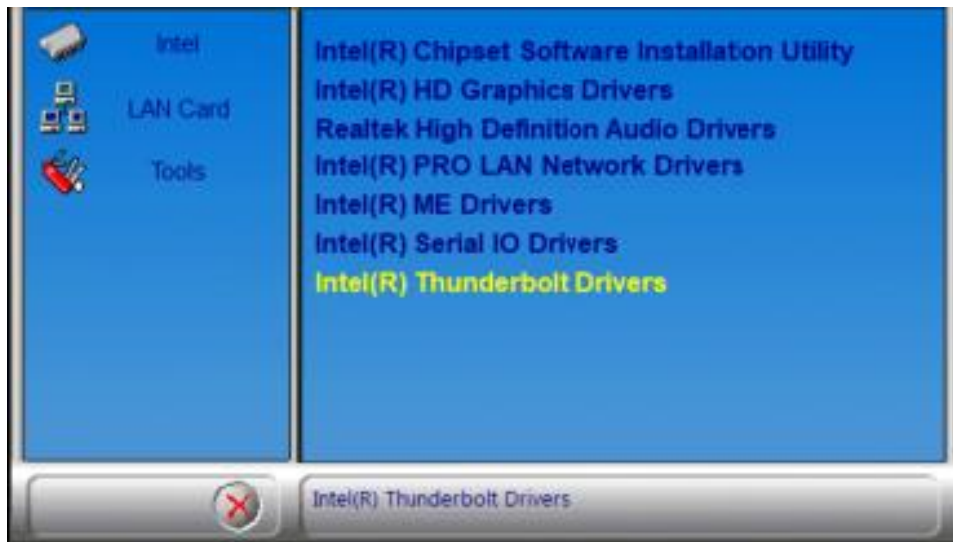 Intel
LAN Card
Tools
Intel(R) Chipset Software Installation Utility
Intel(R) HD Graphics Drivers
Realtek High Definition Audio Drivers
Intel(R) PRO LAN Network Drivers
Intel(R) ME Drivers
Intel(R) Serial IO Drivers
Intel(R) Thunderbolt Drivers
Intel(R) Thunderbolt Drivers